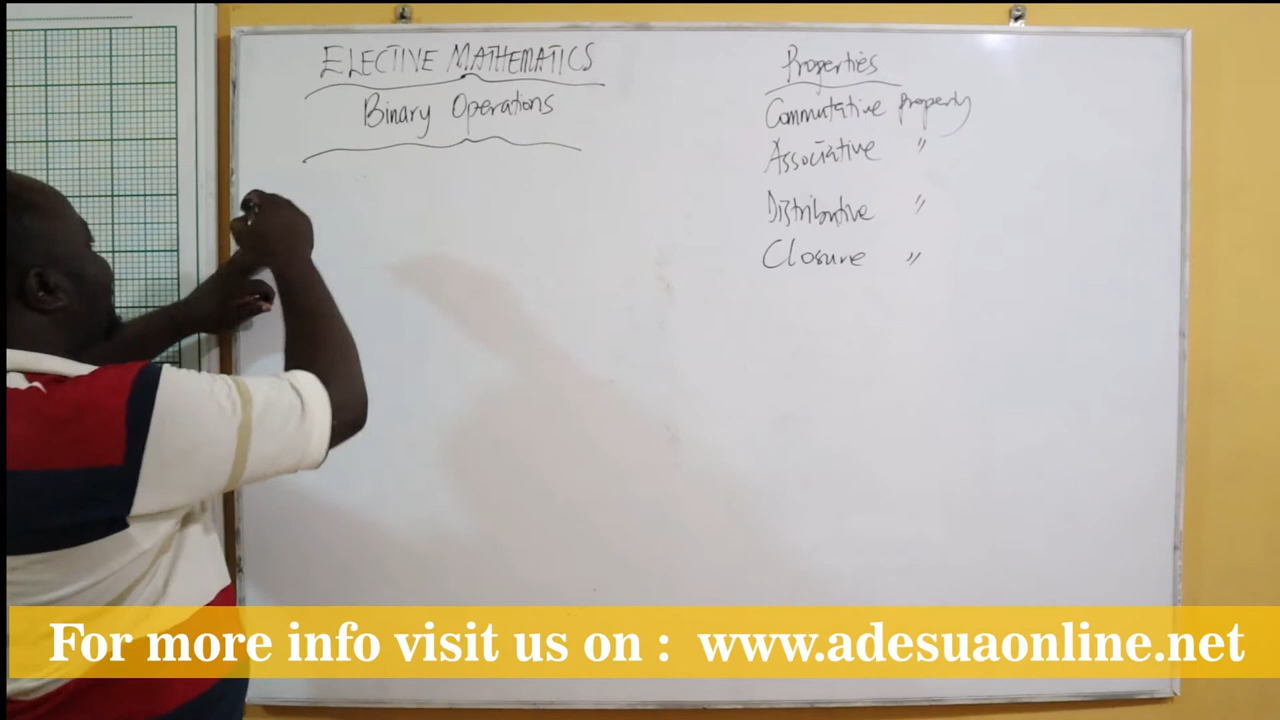 ELECTIVE MATHEMATICS
Binary Operations
Properties
Commutative property
Associative "
Distributive "
Closure "
For more info visit us on : www.adesuaonline.net